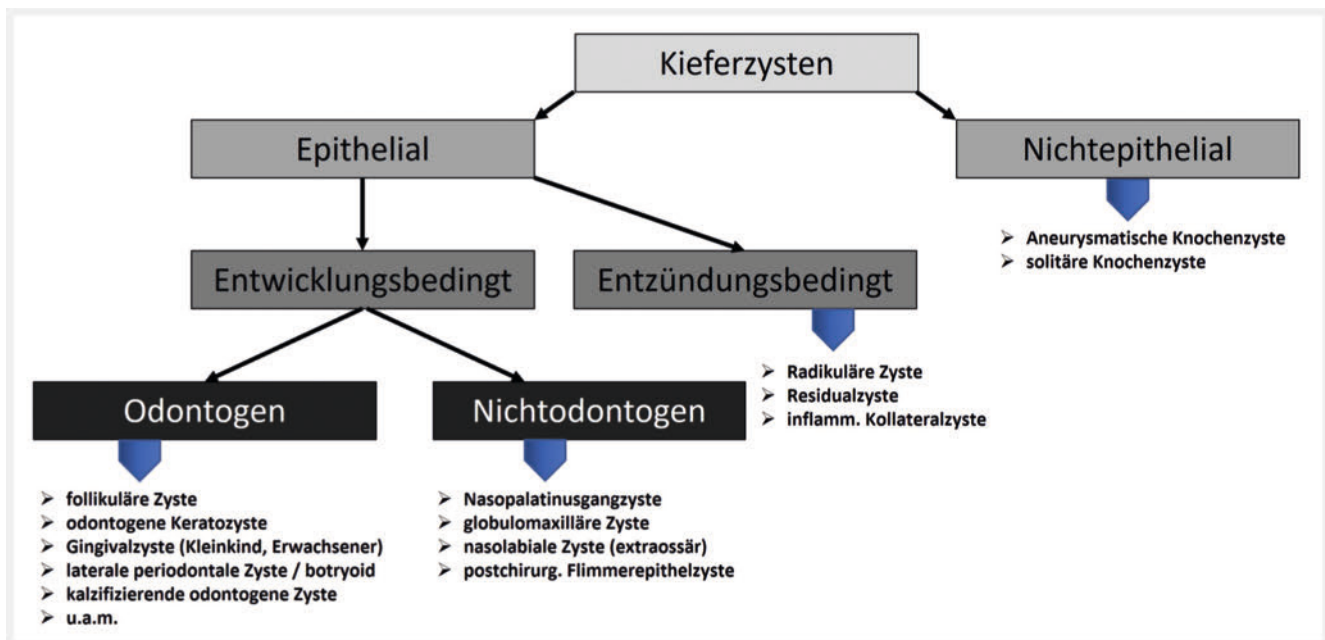 Kieferzysten
Epithelial
Nichtepithelial
➢ Aneurysmatische Knochenzyste
➢ solitäre Knochenzyste
Entwicklungsbedingt
Entzündungsbedingt
➢ Radikuläre Zyste
➢ Residualzyste
➢ inflamm. Kollateralzyste
Odontogen
Nichtodontogen
➢ follikuläre Zyste
➢ odontogene Keratozyste
➢ Gingivalzyste (Kleinkind, Erwachsener)
➢ laterale periodontale Zyste / botryoid
➢ kalzifizierende odontogene Zyste
➢ u.a.m.
➢ Nasopalatinusgangzyste
➢ globulomaxilläre Zyste
➢ nasolabiale Zyste (extraossär)
➢ postchirurg. Flimmerepithelzyste